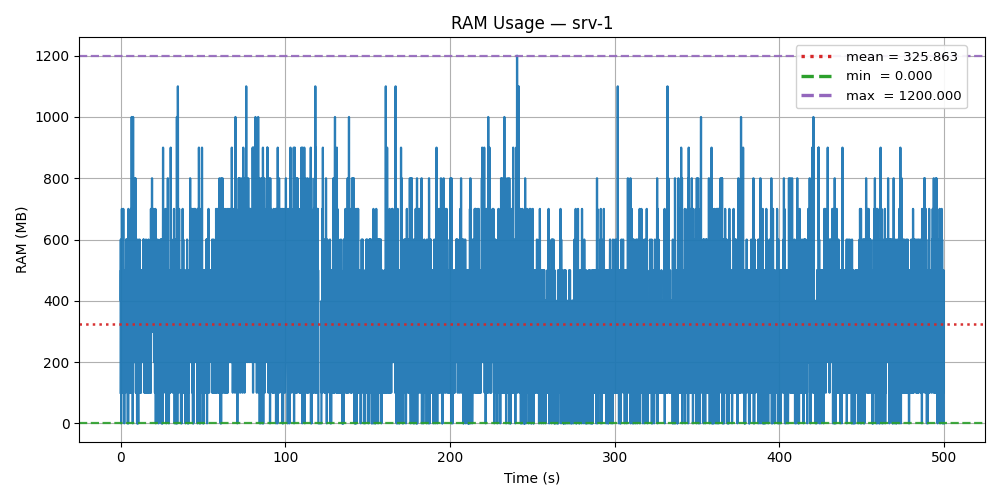 RAM Usage — srv-1
mean = 325.863
min  = 0.000
max  = 1200.000
1200
1000
800
600
400
200
0
RAM (MB)
0 100 200 300 400 500
Time (s)